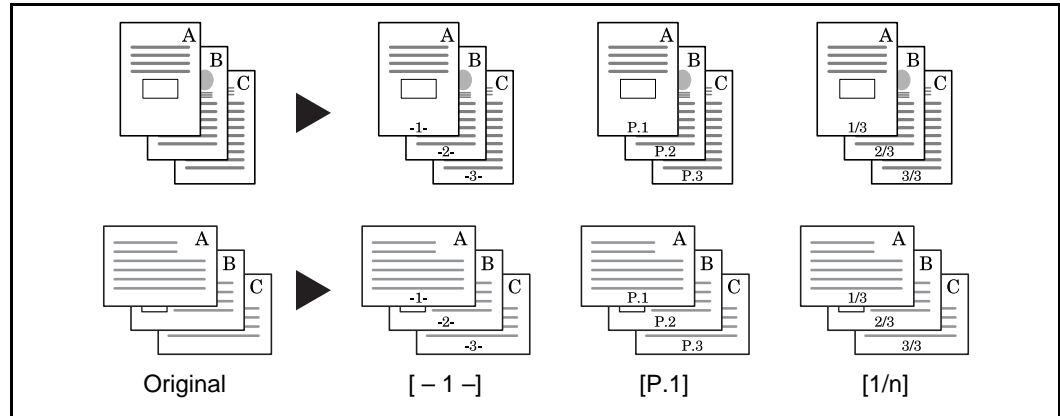 A A A A
B B B B
C C C C
-1- P.1 1/3
-2- P.2 2/3
-3- P.3 3/3
A A A A
B B B B
C C C C
-1- P.1 1/3
-2- P.2 2/3
-3- P.3 3/3
Original [ – 1 –] [P.1] [1/n]